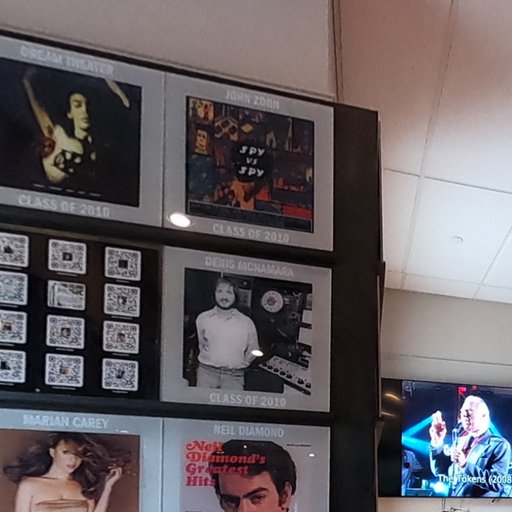 DREAM THEATER
CLASS OF 2010
JOHN ZORN
SPY
VS
SPY
CLASS OF 2010
DENIS MCNAMARA
CLASS OF 2010
MARIAH CAREY
NEIL DIAMOND
Neil
Diamond's
Greatest
Hits
The Tokens (2008